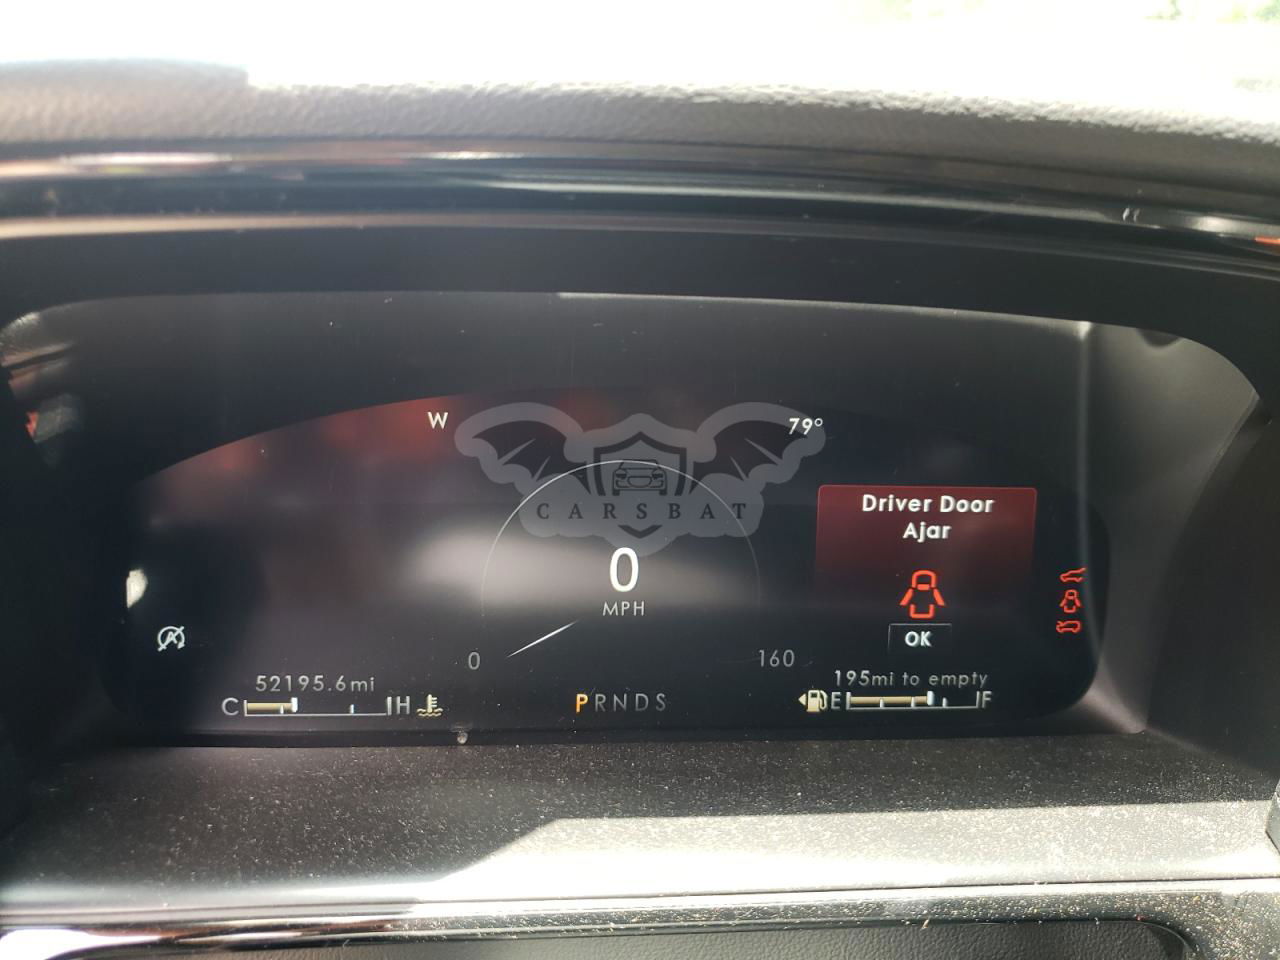 W
79°
CARSBAT
Driver Door
Ajar
0
MPH
A
OK
0
160
52195.6mi
195mi to empty
C H
PRNDS
E F